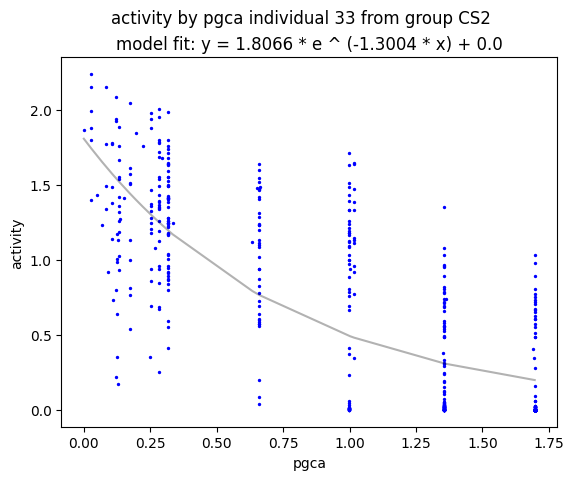 activity by pgca individual 33 from group CS2
model fit: y = 1.8066 * e ^ (-1.3004 * x) + 0.0
2.0
1.5
1.0
0.5
0.0
activity
0.00 0.25 0.50 0.75 1.00 1.25 1.50 1.75
pgca